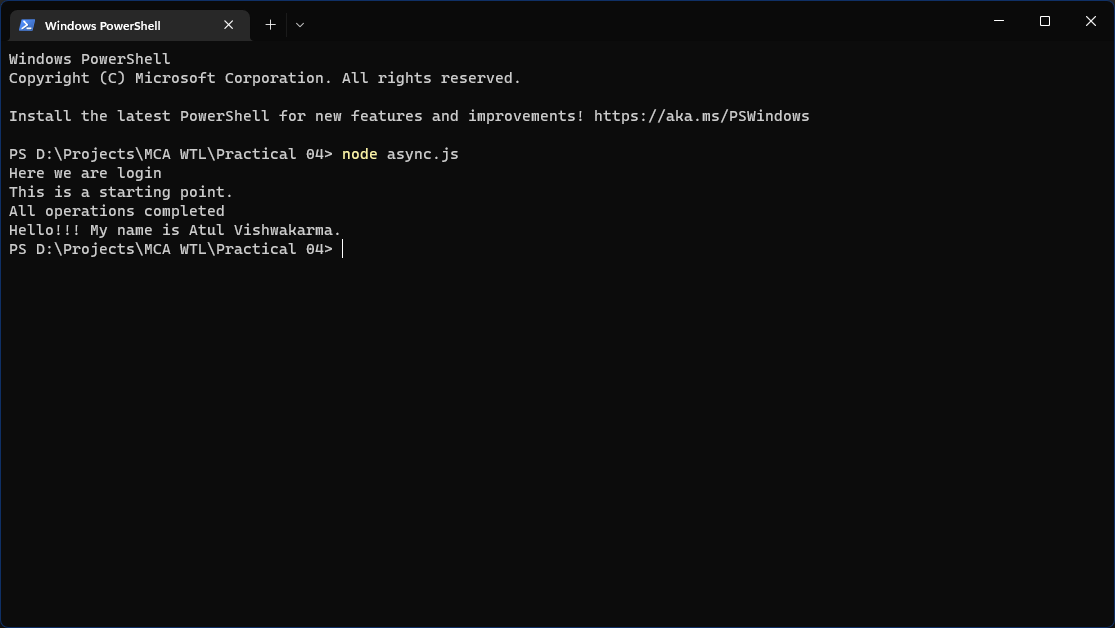 Windows PowerShell
Windows PowerShell
Copyright (C) Microsoft Corporation. All rights reserved.
Install the latest PowerShell for new features and improvements! https://aka.ms/PSWindows
PS D:\Projects\MCA WTL\Practical 04> node async.js
Here we are login
This is a starting point.
All operations completed
Hello!!! My name is Atul Vishwakarma.
PS D:\Projects\MCA WTL\Practical 04>